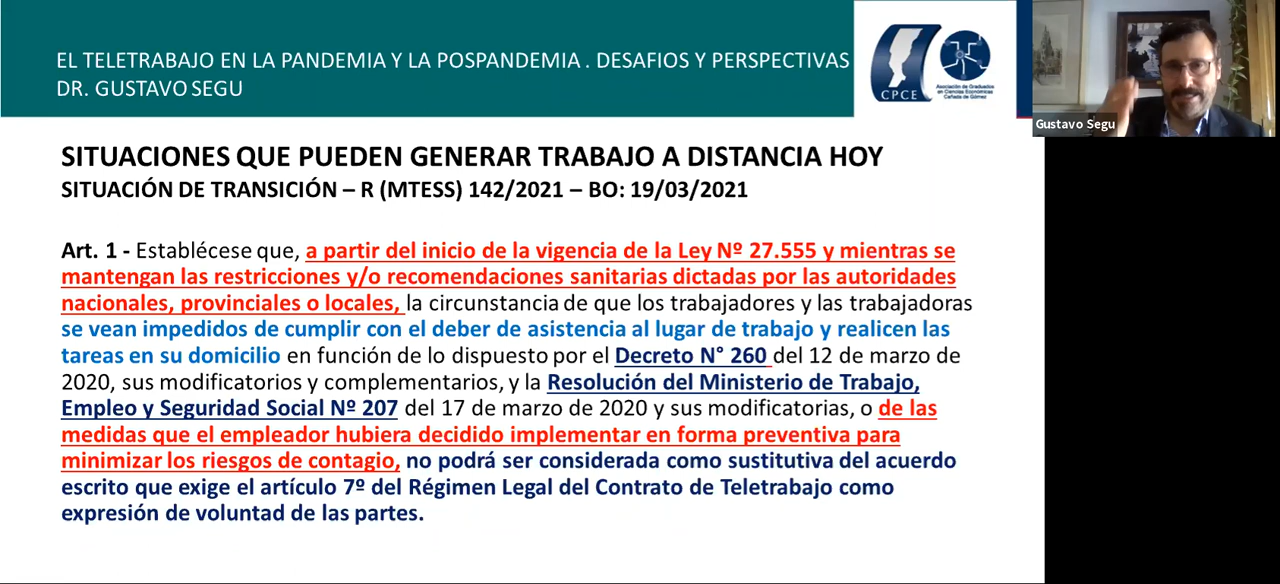 EL TELETRABAJO EN LA PANDEMIA Y LA POSPANDEMIA . DESAFIOS Y PERSPECTIVAS
DR. GUSTAVO SEGU
CPCE
Asociación de Graduados
en Ciencias Económicas
Cañada de Gómez
Gustavo Segu
SITUACIONES QUE PUEDEN GENERAR TRABAJO A DISTANCIA HOY
SITUACIÓN DE TRANSICIÓN – R (MTESS) 142/2021 – BO: 19/03/2021
Art. 1 - Establécese que, a partir del inicio de la vigencia de la Ley Nº 27.555 y mientras se
mantengan las restricciones y/o recomendaciones sanitarias dictadas por las autoridades
nacionales, provinciales o locales, la circunstancia de que los trabajadores y las trabajadoras
se vean impedidos de cumplir con el deber de asistencia al lugar de trabajo y realicen las
tareas en su domicilio en función de lo dispuesto por el Decreto N° 260 del 12 de marzo de
2020, sus modificatorios y complementarios, y la Resolución del Ministerio de Trabajo,
Empleo y Seguridad Social Nº 207 del 17 de marzo de 2020 y sus modificatorias, o de las
medidas que el empleador hubiera decidido implementar en forma preventiva para
minimizar los riesgos de contagio, no podrá ser considerada como sustitutiva del acuerdo
escrito que exige el artículo 7º del Régimen Legal del Contrato de Teletrabajo como
expresión de voluntad de las partes.